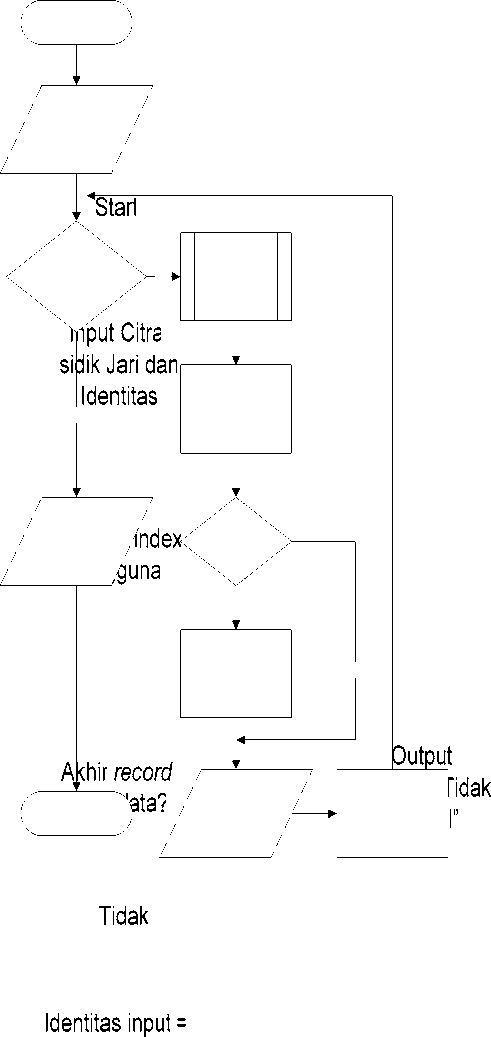 Start
Input Citra
sidik Jari dan
Identitas
index
guna
Akhir record
data?
Output
Tidak
l”
Tidak
Identitas input =